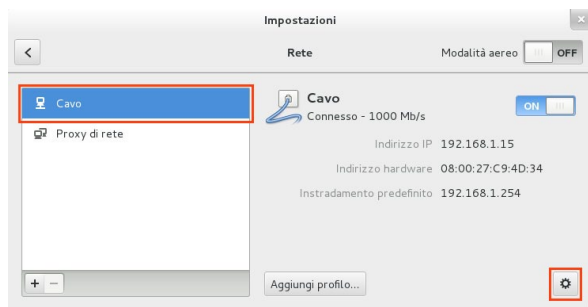 Impostazioni
Rete
Modalità aereo OFF
Cavo
Proxy di rete
Cavo
Connesso - 1000 Mb/s
ON
Indirizzo IP 192.168.1.15
Indirizzo hardware 08:00:27:C9:4D:34
Instradamento predefinito 192.168.1.254
Aggiungi profilo...